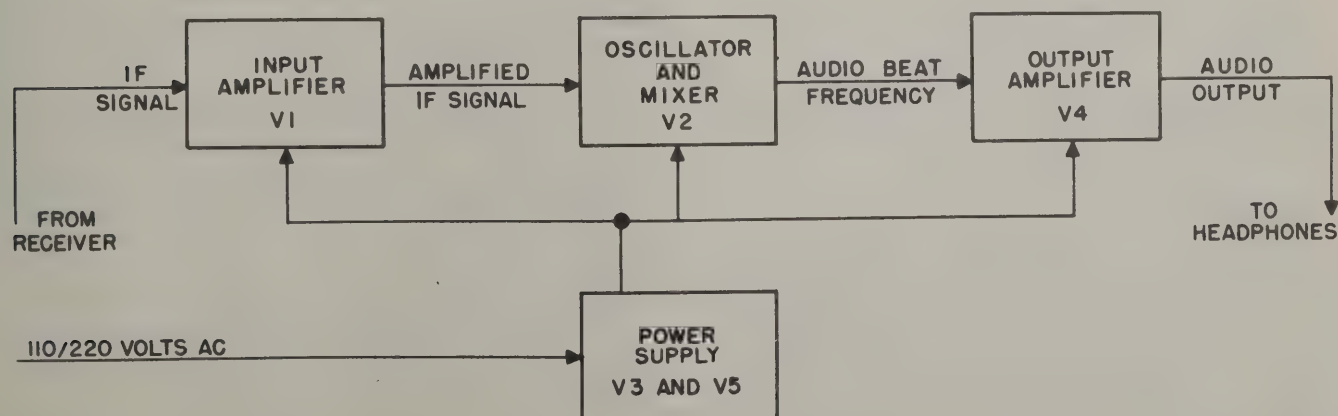 IF
SIGNAL
INPUT
AMPLIFIER
V1
AMPLIFIED
IF SIGNAL
OSCILLATOR
AND
MIXER
V2
AUDIO BEAT
FREQUENCY
OUTPUT
AMPLIFIER
V4
AUDIO
OUTPUT
FROM
RECEIVER
TO
HEADPHONES
110/220 VOLTS AC
POWER
SUPPLY
V3 AND V5